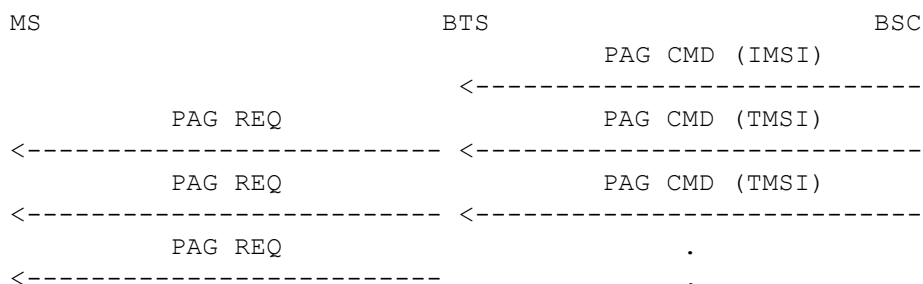 MS BTS BSC
PAG CMD (IMSI)
<----------------------------
PAG REQ PAG CMD (TMSI)
<-------------------------- <----------------------------
PAG REQ PAG CMD (TMSI)
<-------------------------- <----------------------------
PAG REQ .
<-------------------------- .